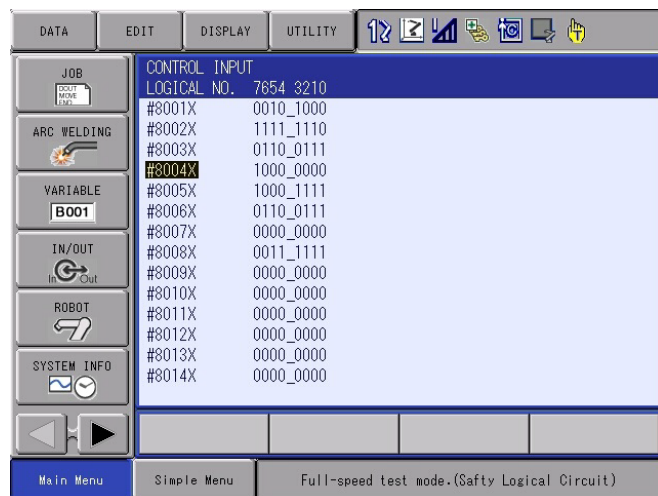 DATA EDIT DISPLAY UTILITY
JOB
DOUT
MOVE
END
ARC WELDING
VARIABLE
B001
IN/OUT
In Out
ROBOT
SYSTEM INFO
CONTROL INPUT
LOGICAL NO. 7654 3210
#8001X 0010_1000
#8002X 1111_1110
#8003X 0110_0111
#8004X 1000_0000
#8005X 1000_1111
#8006X 0110_0111
#8007X 0000_0000
#8008X 0011_1111
#8009X 0000_0000
#8010X 0000_0000
#8011X 0000_0000
#8012X 0000_0000
#8013X 0000_0000
#8014X 0000_0000
Main Menu Simple Menu Full-speed test mode.(Safty Logical Circuit)